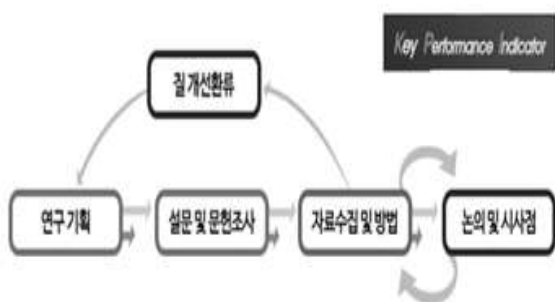 Key Performance Indicator
질 개선환류
연구 기획
설문 및 문헌조사
자료수집 및 방법
논의 및 시사점